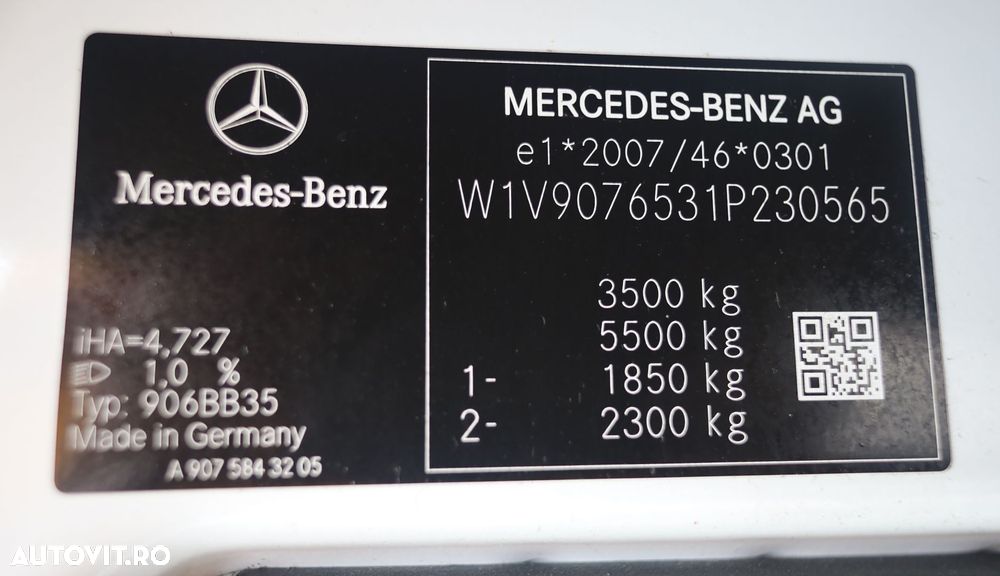 Mercedes-Benz
iHA=4,727
1,0 %
Typ: 906BB35
Made in Germany
A 907 584 32 05
MERCEDES-BENZ AG
e1*2007/46*0301
W1V9076531P230565
3500 kg
5500 kg
1- 1850 kg
2- 2300 kg
AUTOVIT.RO